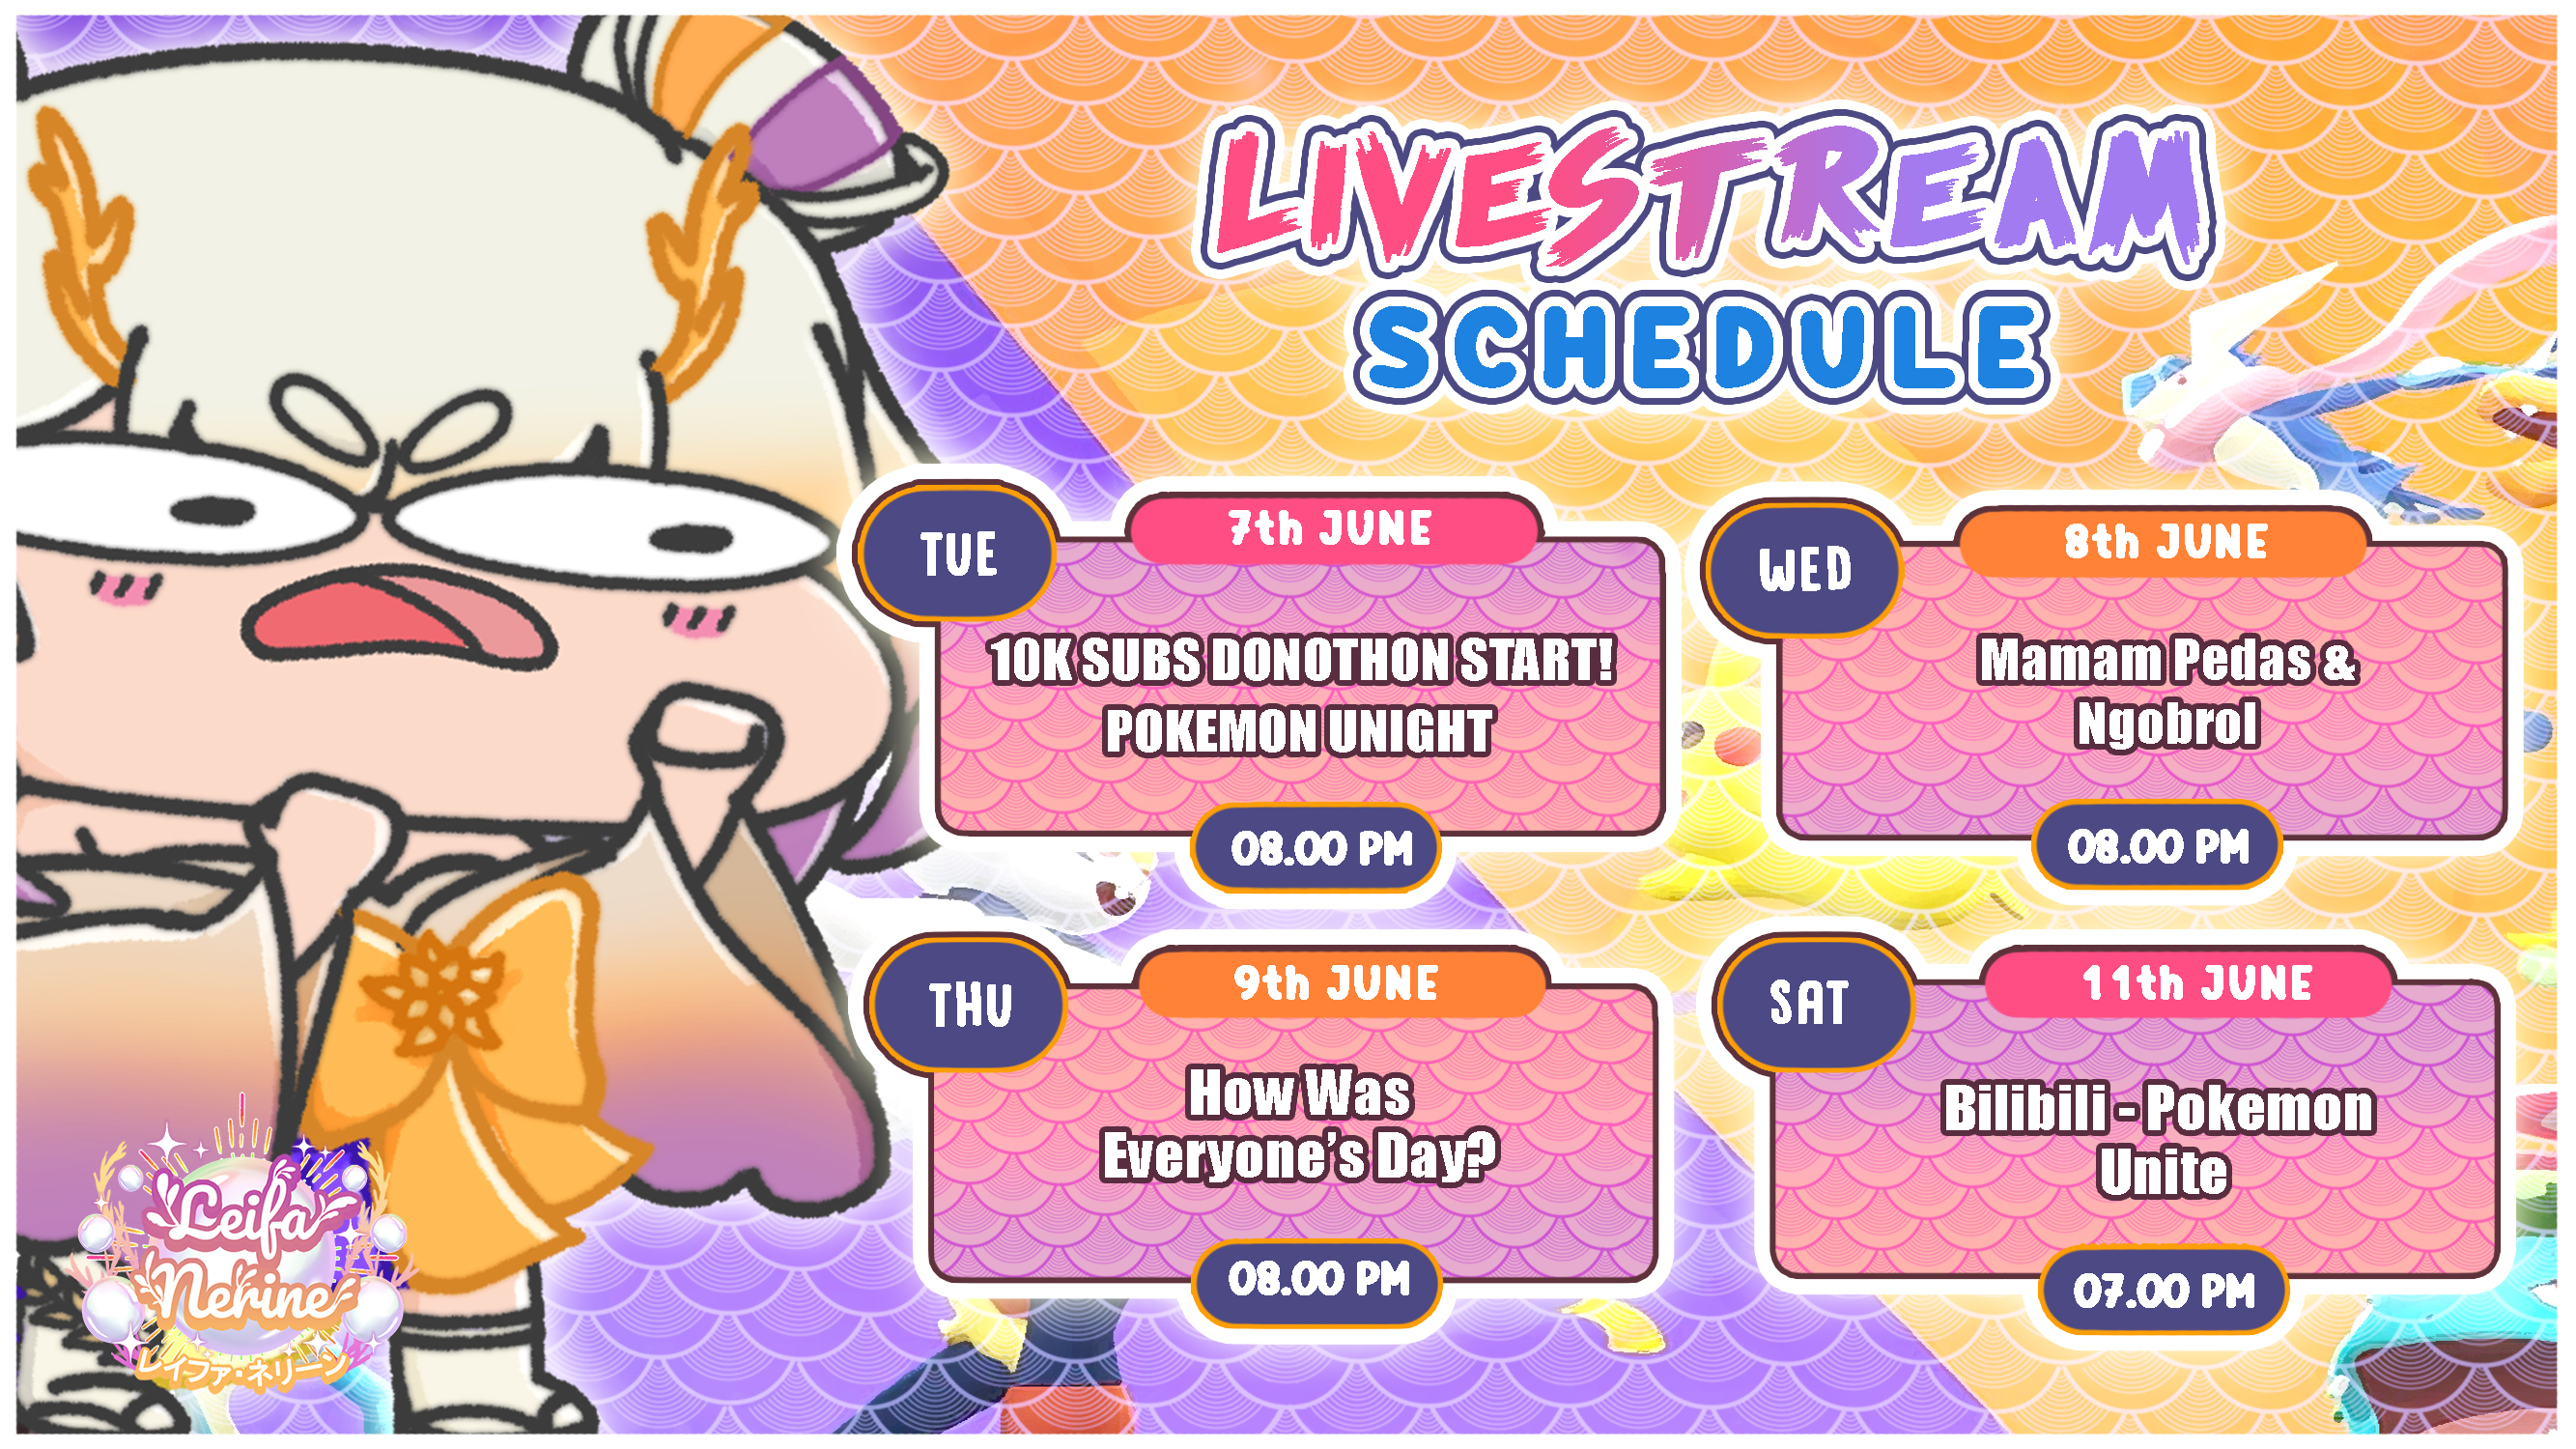 LIVESTREAM
SCHEDULE
TUE
7th JUNE
10K SUBS DONOTHON START!
POKEMON UNIGHT
08.00 PM
WED
8th JUNE
Mamam Pedas &
Ngobrol
08.00 PM
THU
9th JUNE
How Was
Everyone's Day?
08.00 PM
SAT
11th JUNE
Bilibili - Pokemon
Unite
07.00 PM
Leifa
Nerine
レイファ・ネリーン